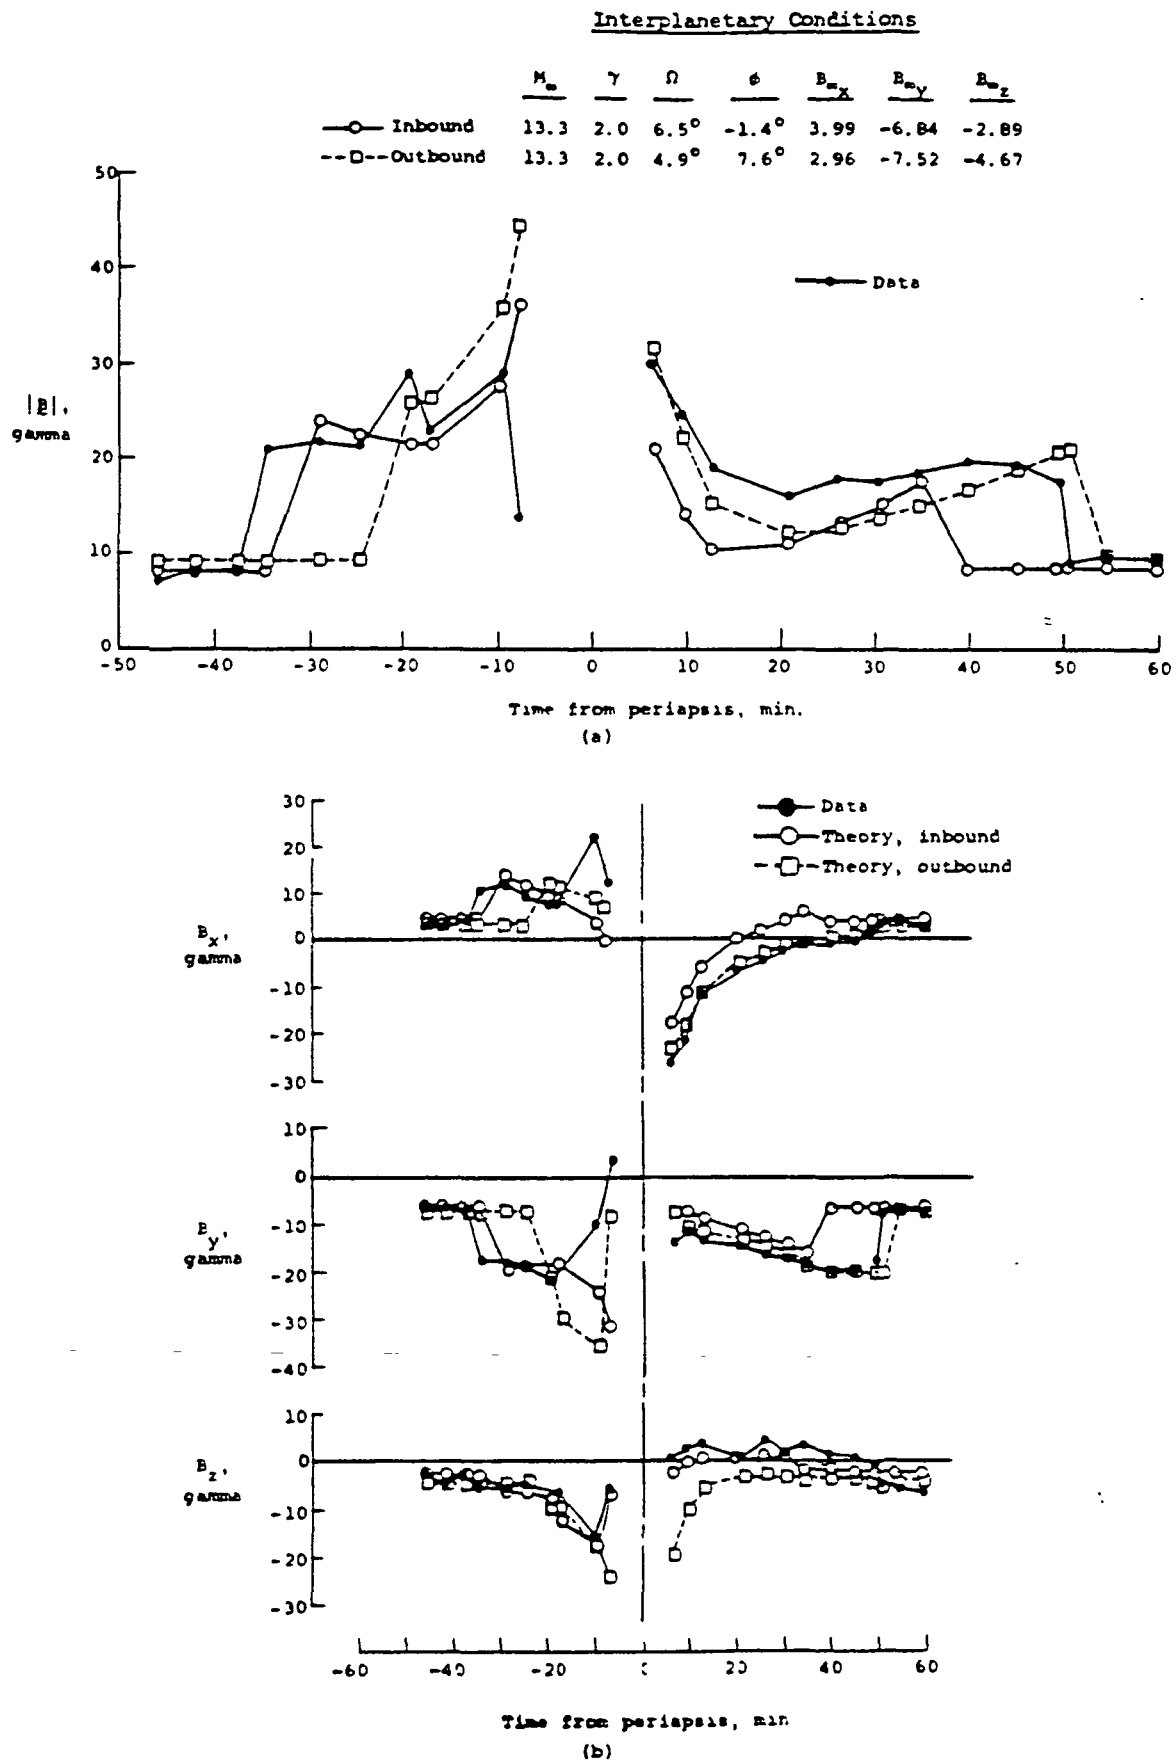 Interplanetary Conditions
M∞ γ Ω φ B∞x B∞y B∞z
Inbound 13.3 2.0 6.5° -1.4° 3.99 -6.84 -2.89
Outbound 13.3 2.0 4.9° 7.6° 2.96 -7.52 -4.67
50
40
Data
30
|B|,
gamma
20
10
0
-50 -40 -30 -20 -10 0 10 20 30 40 50 60
Time from periapsis, min.
(a)
30
Data
Theory, inbound
20
Theory, outbound
10
0
Bx,
gamma
-10
-20
-30
10
0
-10
By,
gamma
-20
-30
-40
10
0
Bz,
gamma
-10
-20
-30
-60 -40 -20 0 20 40 60
Time from periapsis, min
(b)